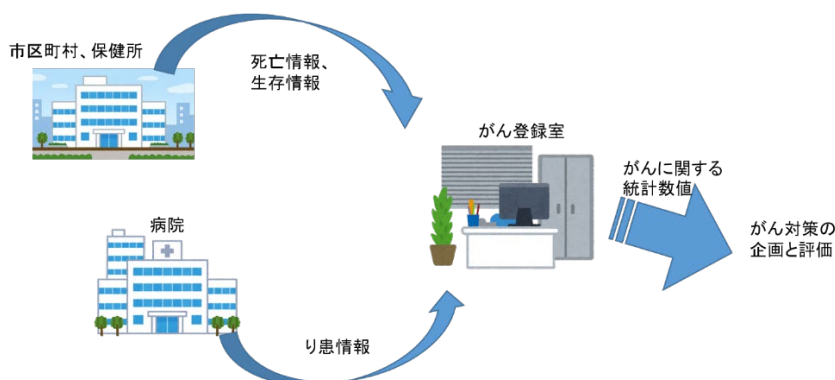 市区町村、保健所
死亡情報、
生存情報
がん登録室
がんに関する
統計数値
がん対策の
企画と評価
病院
り患情報